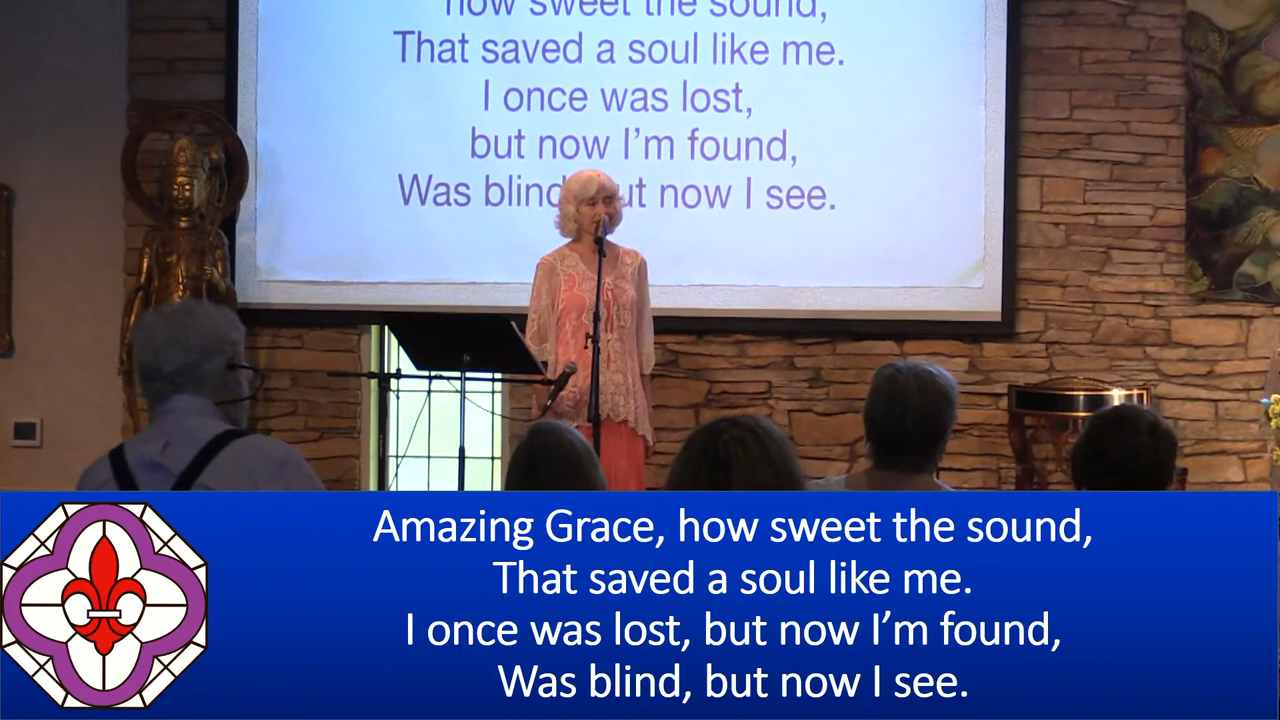 how sweet the sound,
That saved a soul like me.
I once was lost,
but now I'm found,
Was blind ut now I see.
Amazing Grace, how sweet the sound,
That saved a soul like me.
I once was lost, but now I'm found,
Was blind, but now I see.